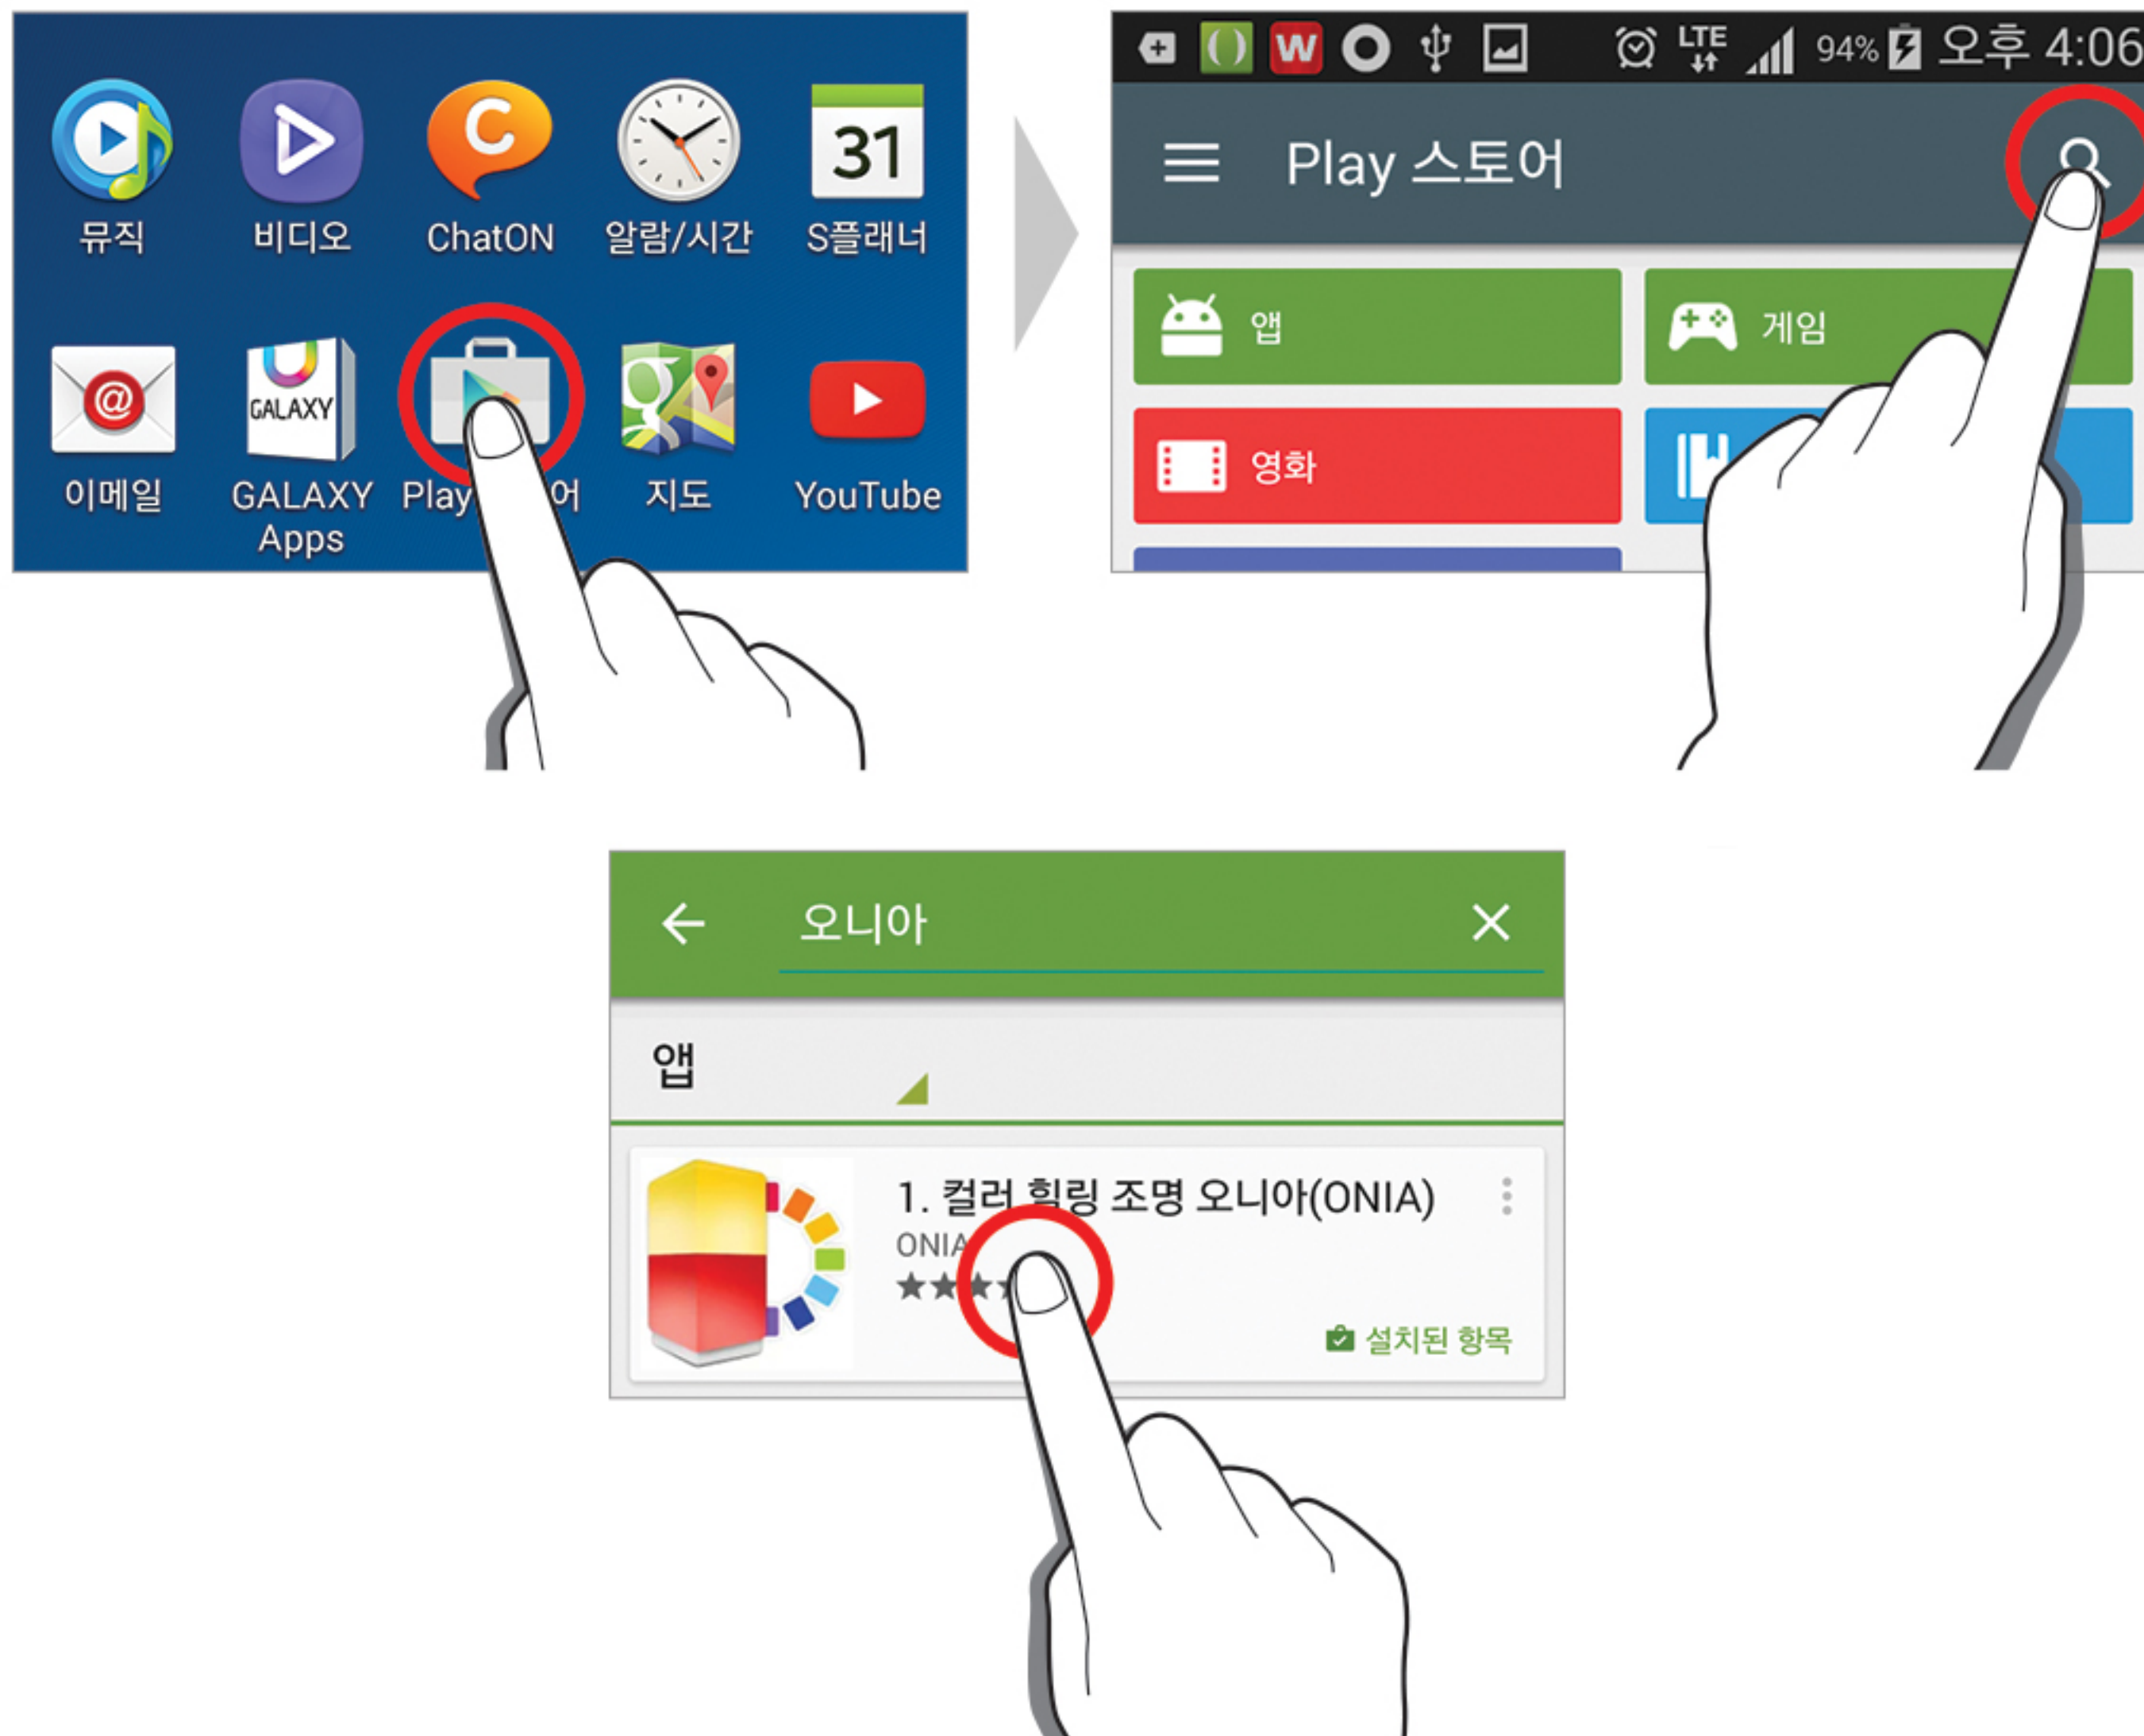 뮤직 비디오 ChatON 알람/시간 S플래너
31
GALAXY
이메일 GALAXY Apps Play 어 지도 YouTube
LTE 94% 오후 4:06
Play 스토어
앱 게임
영화
오니아
앱
1. 컬러 힐링 조명 오니아(ONIA)
ONIA
설치된 항목